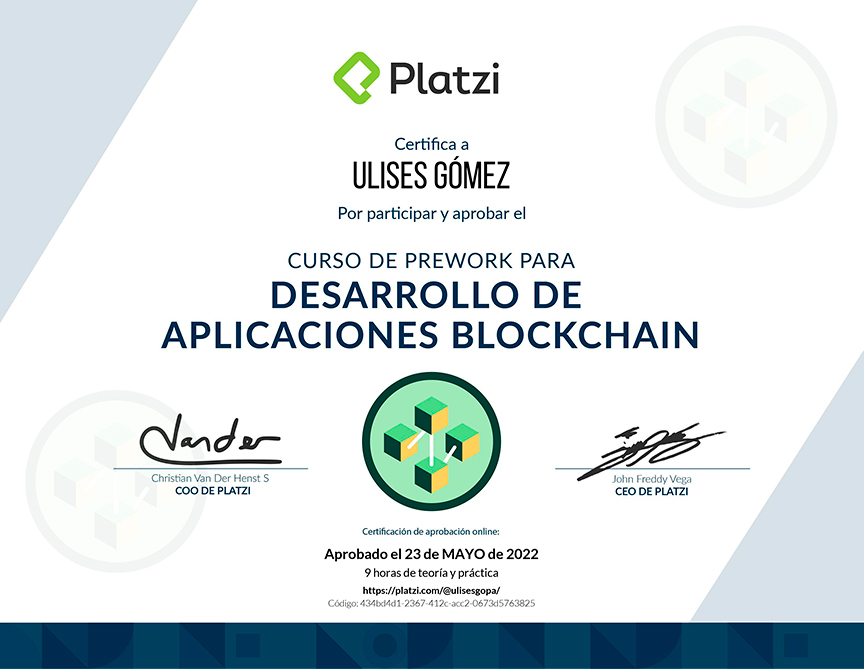 Platzi
Certifica a
ULISES GÓMEZ
Por participar y aprobar el
CURSO DE PREWORK PARA
DESARROLLO DE
APLICACIONES BLOCKCHAIN
Vander
Christian Van Der Henst S
COO DE PLATZI
John Freddy Vega
CEO DE PLATZI
Certificación de aprobación online:
Aprobado el 23 de MAYO de 2022
9 horas de teoría y práctica
https://platzi.com/@ulisesgopa/
Código: 434bd4d1-2367-412c-acc2-0673d5763825